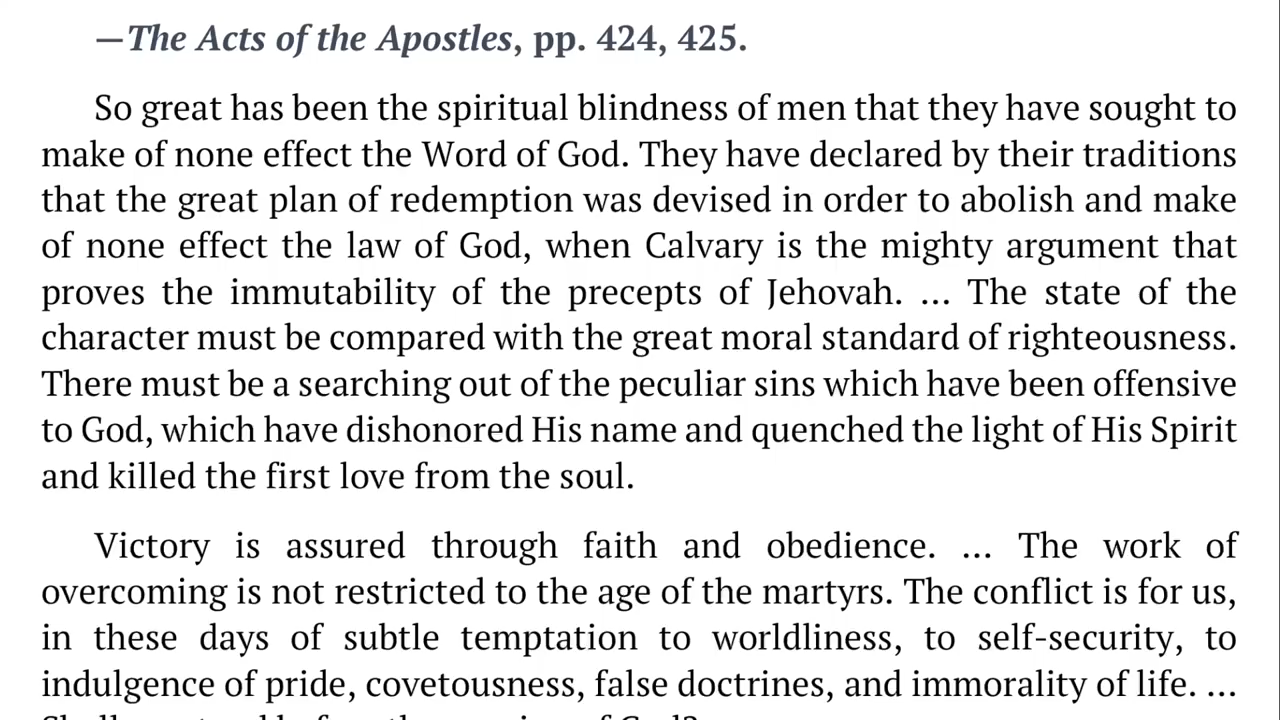 —The Acts of the Apostles, pp. 424, 425.
So great has been the spiritual blindness of men that they have sought to
make of none effect the Word of God. They have declared by their traditions
that the great plan of redemption was devised in order to abolish and make
of none effect the law of God, when Calvary is the mighty argument that
proves the immutability of the precepts of Jehovah. ... The state of the
character must be compared with the great moral standard of righteousness.
There must be a searching out of the peculiar sins which have been offensive
to God, which have dishonored His name and quenched the light of His Spirit
and killed the first love from the soul.
Victory is assured through faith and obedience. ... The work of
overcoming is not restricted to the age of the martyrs. The conflict is for us,
in these days of subtle temptation to worldliness, to self-security, to
indulgence of pride, covetousness, false doctrines, and immorality of life. ...